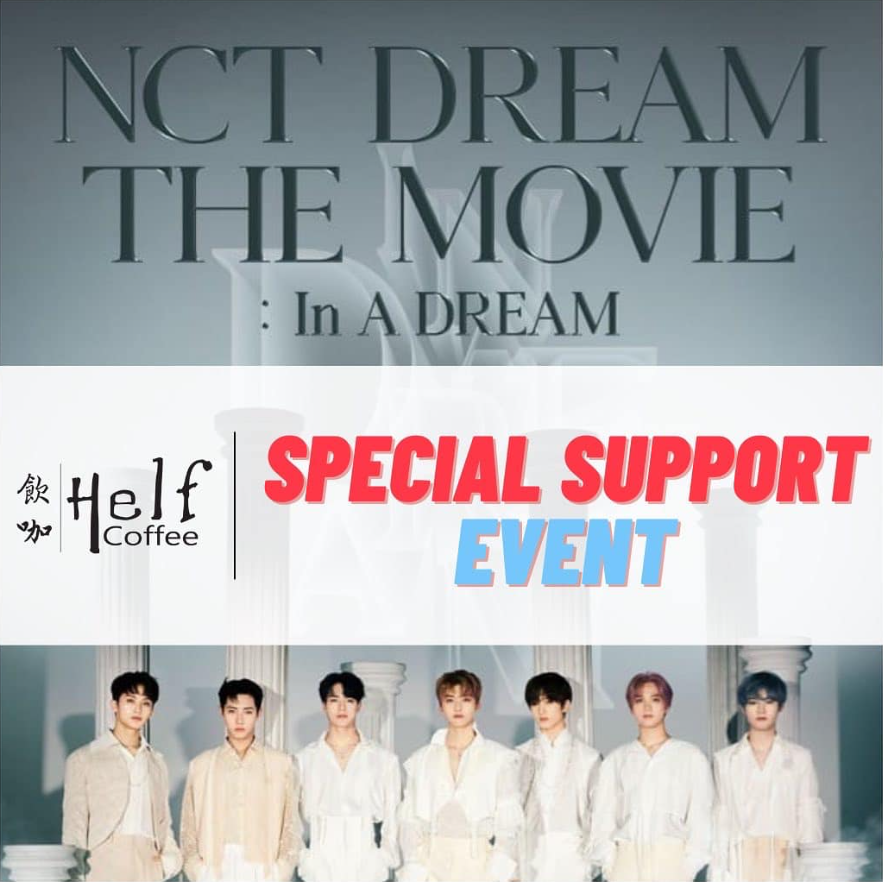 NCT DREAM
THE MOVIE
: In A DREAM
飲咖
Helf
Coffee
SPECIAL SUPPORT
EVENT